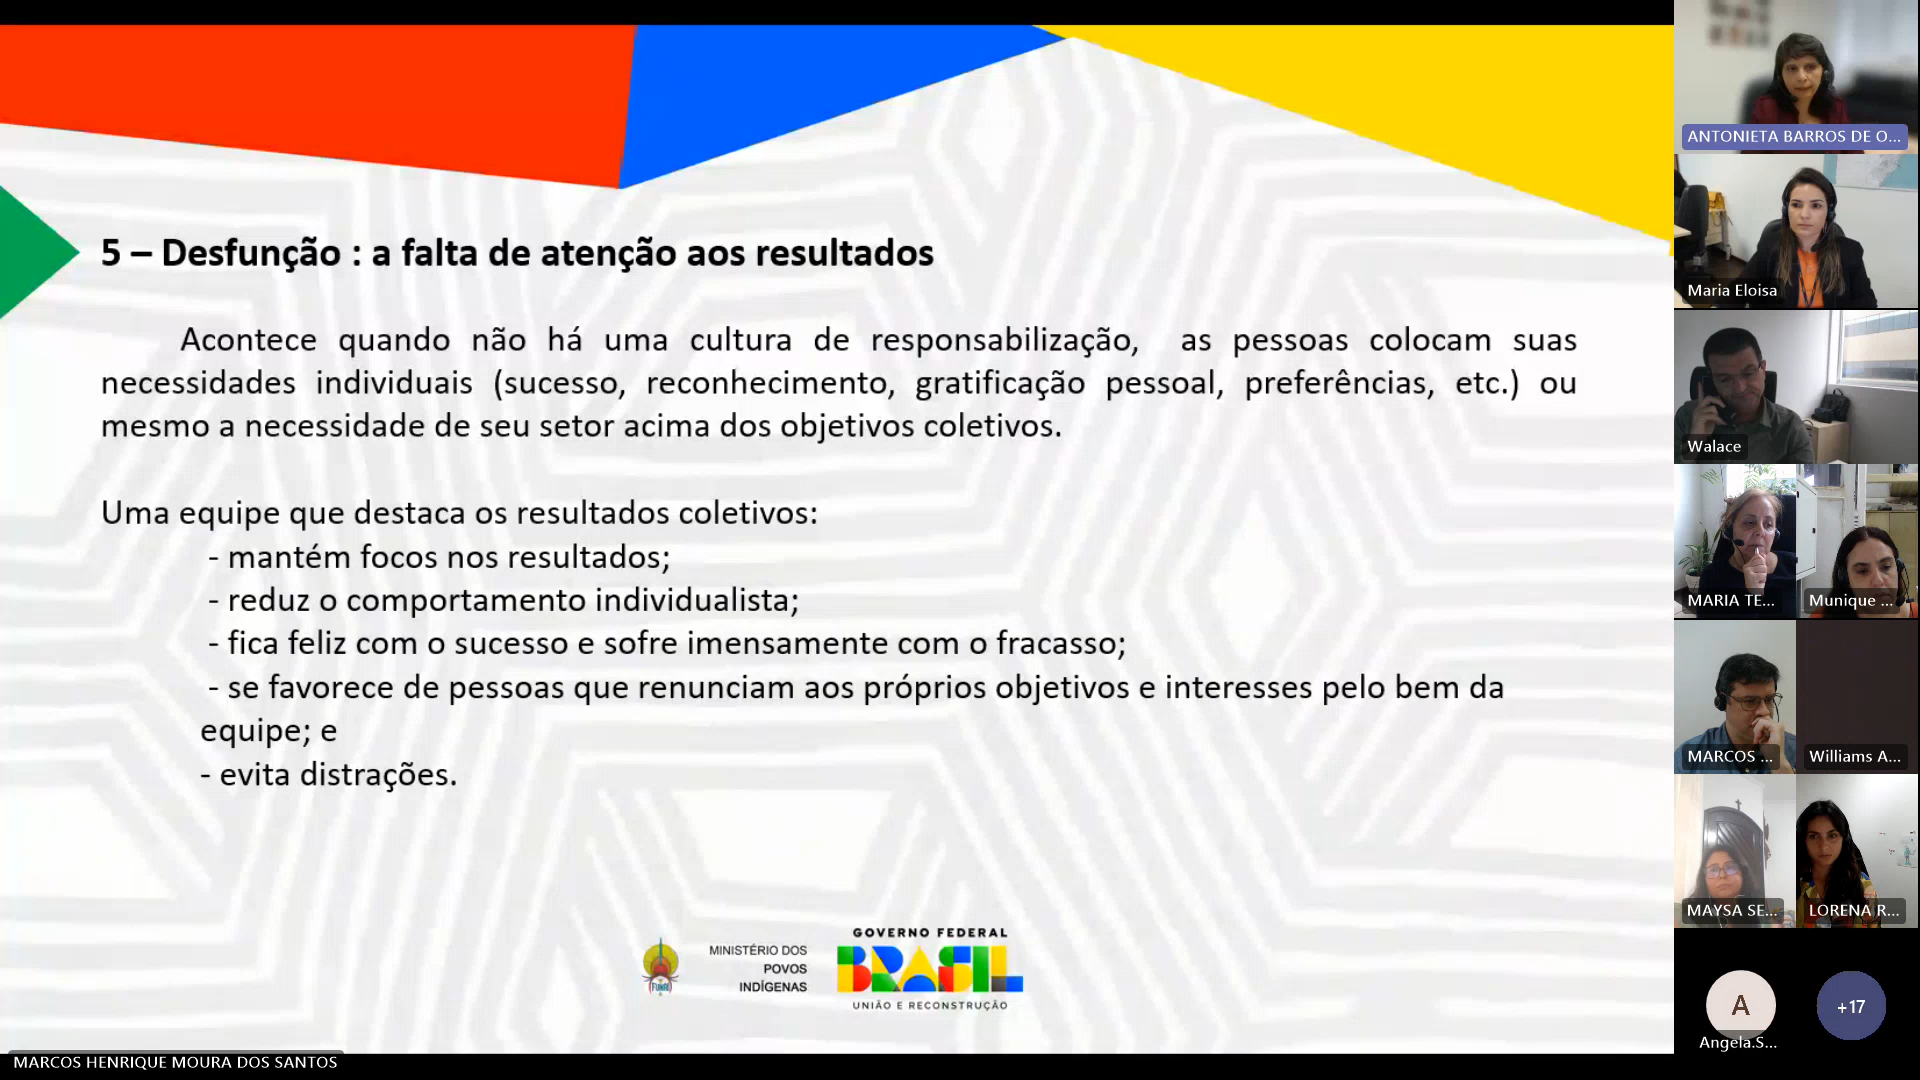 5 – Desfunção : a falta de atenção aos resultados
Acontece quando não há uma cultura de responsabilização, as pessoas colocam suas
necessidades individuais (sucesso, reconhecimento, gratificação pessoal, preferências, etc.) ou
mesmo a necessidade de seu setor acima dos objetivos coletivos.
Uma equipe que destaca os resultados coletivos:
- mantém focos nos resultados;
- reduz o comportamento individualista;
- fica feliz com o sucesso e sofre imensamente com o fracasso;
- se favorece de pessoas que renunciam aos próprios objetivos e interesses pelo bem da
equipe; e
- evita distrações.
FUNAI
MINISTÉRIO DOS
POVOS
INDÍGENAS
GOVERNO FEDERAL
BRASIL
UNIÃO E RECONSTRUÇÃO
MARCOS HENRIQUE MOURA DOS SANTOS
ANTONIETA BARROS DE O...
Maria Eloisa
Walace
MARIA TE...
Munique ...
MARCOS ...
Williams A...
MAYSA SE...
LORENA R...
A
Angela.S...
+17